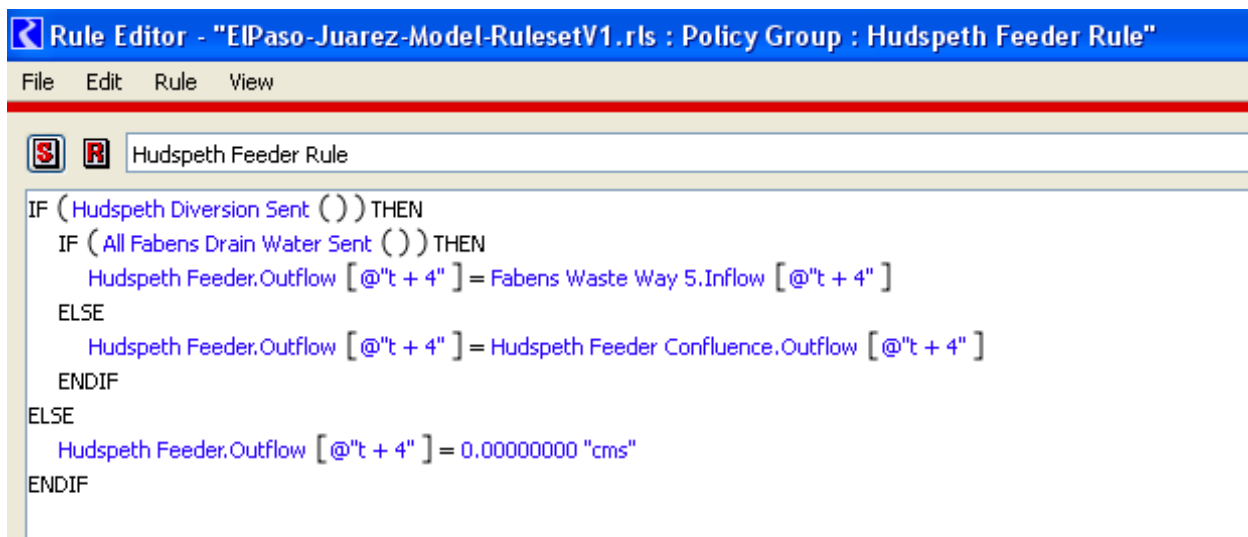 Rule Editor - "ElPaso-Juarez-Model-RulesetV1.rls : Policy Group : Hudspeth Feeder Rule"
File Edit Rule View
S R Hudspeth Feeder Rule
IF ( Hudspeth Diversion Sent ( ) ) THEN
IF ( All Fabens Drain Water Sent ( ) ) THEN
Hudspeth Feeder.Outflow [ @"t + 4" ] = Fabens Waste Way 5.Inflow [ @"t + 4" ]
ELSE
Hudspeth Feeder.Outflow [ @"t + 4" ] = Hudspeth Feeder Confluence.Outflow [ @"t + 4" ]
ENDIF
ELSE
Hudspeth Feeder.Outflow [ @"t + 4" ] = 0.00000000 "cms"
ENDIF